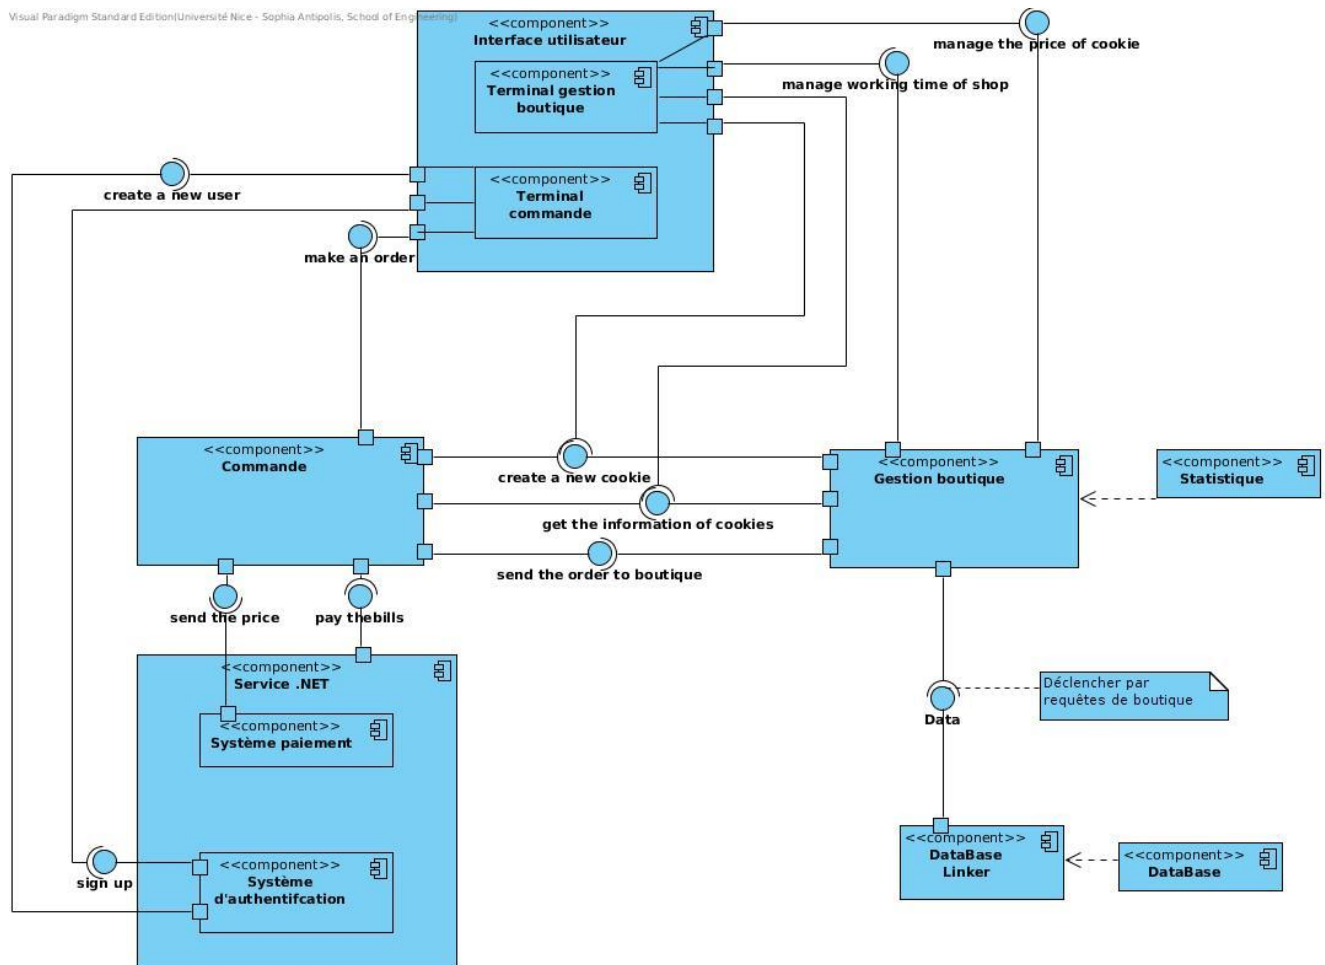 Visual Paradigm Standard Edition(Université Nice - Sophia Antipolis, School of Engineering)
<<component>>
Interface utilisateur
manage the price of cookie
<<component>>
Terminal gestion
boutique
manage working time of shop
<<component>>
Terminal
commande
create a new user
make an order
<<component>>
Commande
<<component>>
Gestion boutique
<<component>>
Statistique
create a new cookie
get the information of cookies
send the order to boutique
send the price
pay thebills
<<component>>
Service .NET
<<component>>
Système paiement
Déclencher par
requêtes de boutique
Data
<<component>>
DataBase
Linker
<<component>>
DataBase
sign up
<<component>>
Système
d'authentifcation